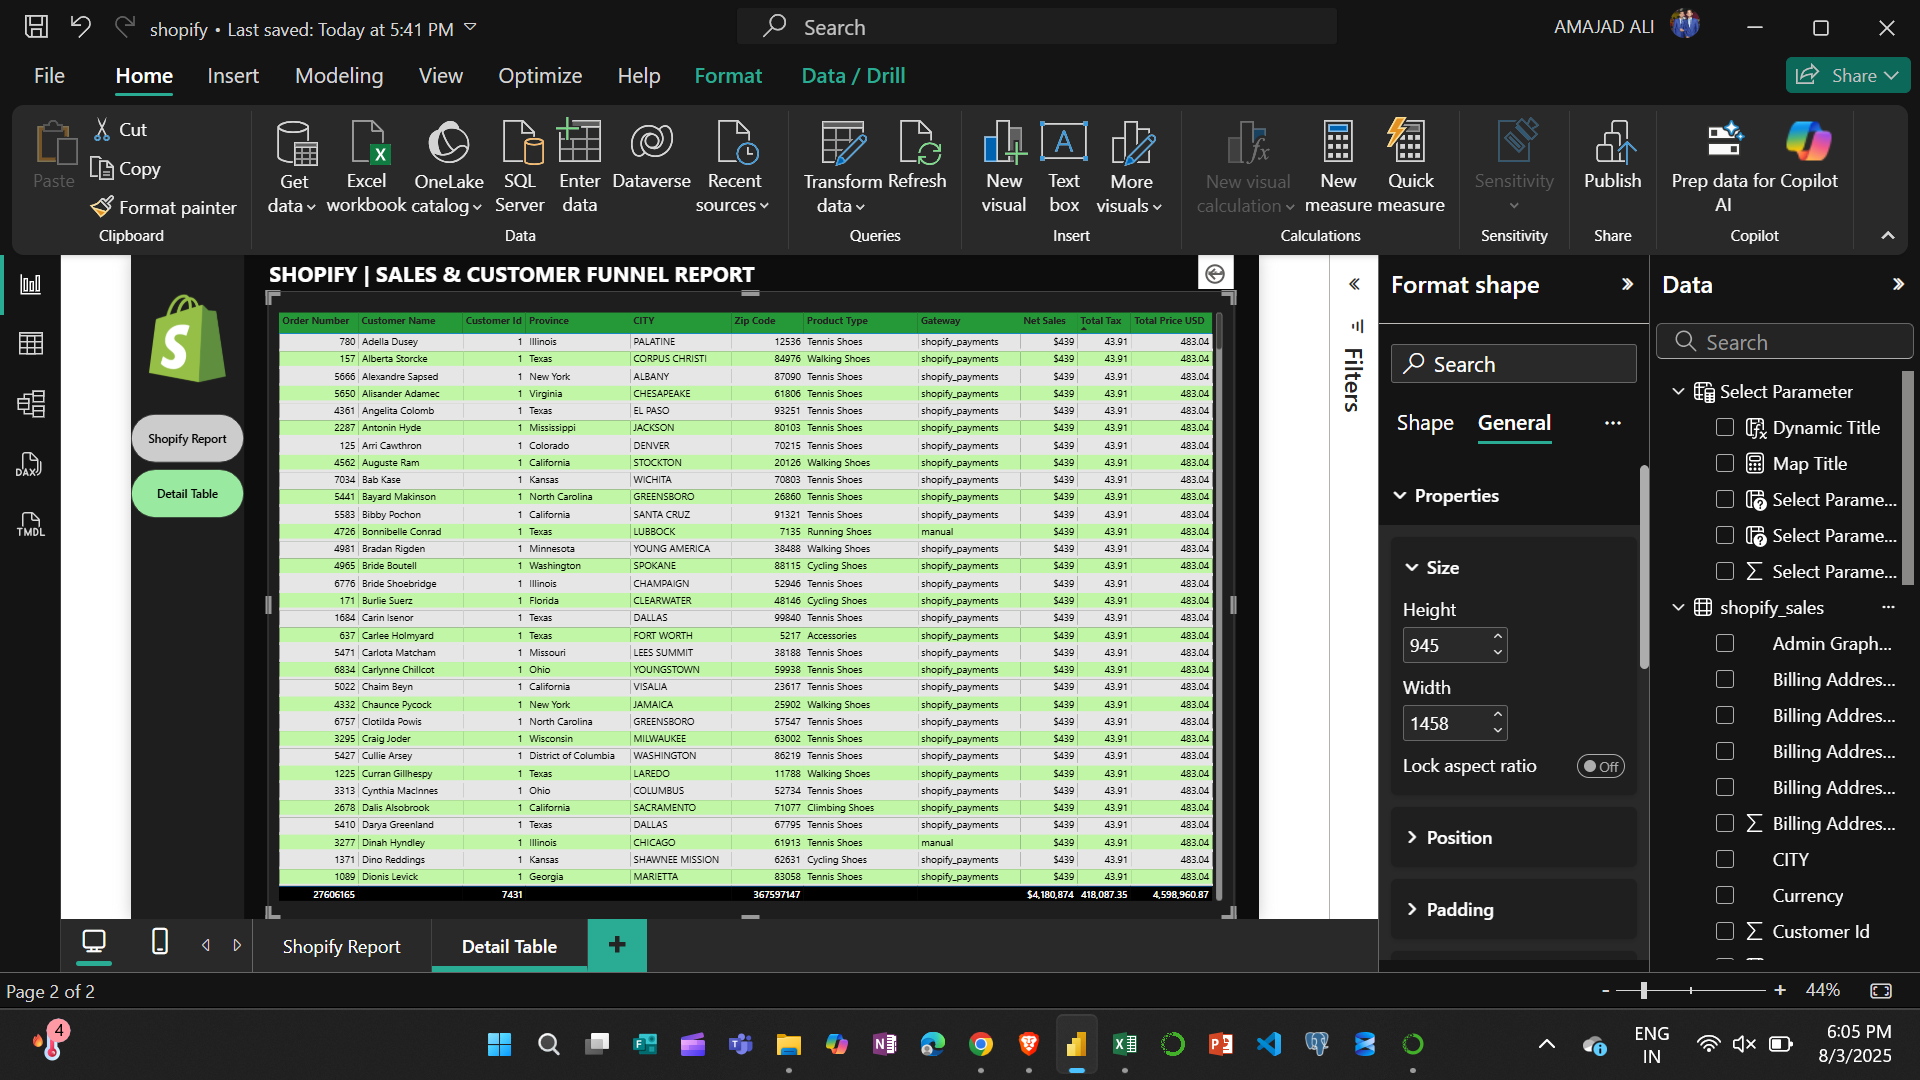 shopify • Last saved: Today at 5:41 PM
Search
AMAJAD ALI
File Home Insert Modeling View Optimize Help Format Data / Drill
Share
Paste
Cut
Copy
Format painter
Clipboard
Get data
Excel workbook
OneLake catalog
SQL Server
Enter data
Dataverse
Recent sources
Data
Transform data
Refresh
Queries
New visual
Text box
More visuals
Insert
New visual calculation
New measure
Quick measure
Calculations
Sensitivity
Sensitivity
Publish
Share
Prep data for AI
Copilot
Copilot
SHOPIFY | SALES & CUSTOMER FUNNEL REPORT
Shopify Report
Detail Table
Order Number Customer Name Customer Id Province CITY Zip Code Product Type Gateway Net Sales Total Tax Total Price USD
780 Adella Dusey 1 Illinois PALATINE 12536 Tennis Shoes shopify_payments $439 43.91 483.04
157 Alberta Storcke 1 Texas CORPUS CHRISTI 84976 Walking Shoes shopify_payments $439 43.91 483.04
5666 Alexandre Sapsed 1 New York ALBANY 87090 Tennis Shoes shopify_payments $439 43.91 483.04
5650 Alisander Adamec 1 Virginia CHESAPEAKE 61806 Tennis Shoes shopify_payments $439 43.91 483.04
4361 Angelita Colomb 1 Texas EL PASO 93251 Tennis Shoes shopify_payments $439 43.91 483.04
2287 Antonin Hyde 1 Mississippi JACKSON 80103 Tennis Shoes shopify_payments $439 43.91 483.04
125 Arri Cawthron 1 Colorado DENVER 70215 Tennis Shoes shopify_payments $439 43.91 483.04
4562 Auguste Ram 1 California STOCKTON 20126 Walking Shoes shopify_payments $439 43.91 483.04
7034 Bab Kase 1 Kansas WICHITA 70803 Tennis Shoes shopify_payments $439 43.91 483.04
5441 Bayard Makinson 1 North Carolina GREENSBORO 26860 Tennis Shoes shopify_payments $439 43.91 483.04
5583 Bibby Pochon 1 California SANTA CRUZ 91321 Tennis Shoes shopify_payments $439 43.91 483.04
4726 Bonnibelle Conrad 1 Texas LUBBOCK 7135 Running Shoes manual $439 43.91 483.04
4981 Bradan Rigden 1 Minnesota YOUNG AMERICA 38488 Walking Shoes shopify_payments $439 43.91 483.04
4965 Bride Boutell 1 Washington SPOKANE 88115 Cycling Shoes shopify_payments $439 43.91 483.04
6776 Bride Shoebridge 1 Illinois CHAMPAIGN 52946 Tennis Shoes shopify_payments $439 43.91 483.04
171 Burlie Suerz 1 Florida CLEARWATER 48146 Cycling Shoes shopify_payments $439 43.91 483.04
1684 Carin Isenor 1 Texas DALLAS 99840 Tennis Shoes shopify_payments $439 43.91 483.04
637 Carlee Holmyard 1 Texas FORT WORTH 5217 Accessories shopify_payments $439 43.91 483.04
5471 Carlota Matcham 1 Missouri LEES SUMMIT 38188 Tennis Shoes shopify_payments $439 43.91 483.04
6834 Carlynne Chillcot 1 Ohio YOUNGSTOWN 59938 Tennis Shoes shopify_payments $439 43.91 483.04
5022 Chaim Beyn 1 California VISALIA 23617 Tennis Shoes shopify_payments $439 43.91 483.04
4332 Chaunce Pycock 1 New York JAMAICA 25902 Walking Shoes shopify_payments $439 43.91 483.04
6757 Clotilda Powis 1 North Carolina GREENSBORO 57547 Tennis Shoes shopify_payments $439 43.91 483.04
3295 Craig Joder 1 Wisconsin MILWAUKEE 63002 Tennis Shoes shopify_payments $439 43.91 483.04
5427 Cullie Arsey 1 District of Columbia WASHINGTON 86219 Tennis Shoes shopify_payments $439 43.91 483.04
1225 Curran Gillhespy 1 Texas LAREDO 11788 Walking Shoes shopify_payments $439 43.91 483.04
3313 Cynthia MacInnes 1 Ohio COLUMBUS 52734 Tennis Shoes shopify_payments $439 43.91 483.04
2678 Dalis Alsobrook 1 California SACRAMENTO 71077 Climbing Shoes shopify_payments $439 43.91 483.04
5410 Darya Greenland 1 Texas DALLAS 67795 Tennis Shoes shopify_payments $439 43.91 483.04
3277 Dinah Hyndley 1 Illinois CHICAGO 61913 Tennis Shoes manual $439 43.91 483.04
1371 Dino Reddings 1 Kansas SHAWNEE MISSION 62631 Cycling Shoes shopify_payments $439 43.91 483.04
1089 Dionis Levick 1 Georgia MARIETTA 83058 Tennis Shoes shopify_payments $439 43.91 483.04
27606165 7431 367597147 $4,180,874 418,087.35 4,598,960.87
DAX
TMDL
Filters
Format shape
Search
Shape General
Properties
Size
Height
945
Width
1458
Lock aspect ratio Off
Position
Padding
Data
Search
Select Parameter
Dynamic Title
Map Title
Select Parame...
Select Parame...
Select Parame...
shopify_sales
Admin Graph...
Billing Addres...
Billing Addres...
Billing Addres...
Billing Addres...
Billing Addres...
CITY
Currency
Customer Id
Shopify Report Detail Table +
Page 2 of 2
- + 44%
4
ENG
IN
6:05 PM
8/3/2025